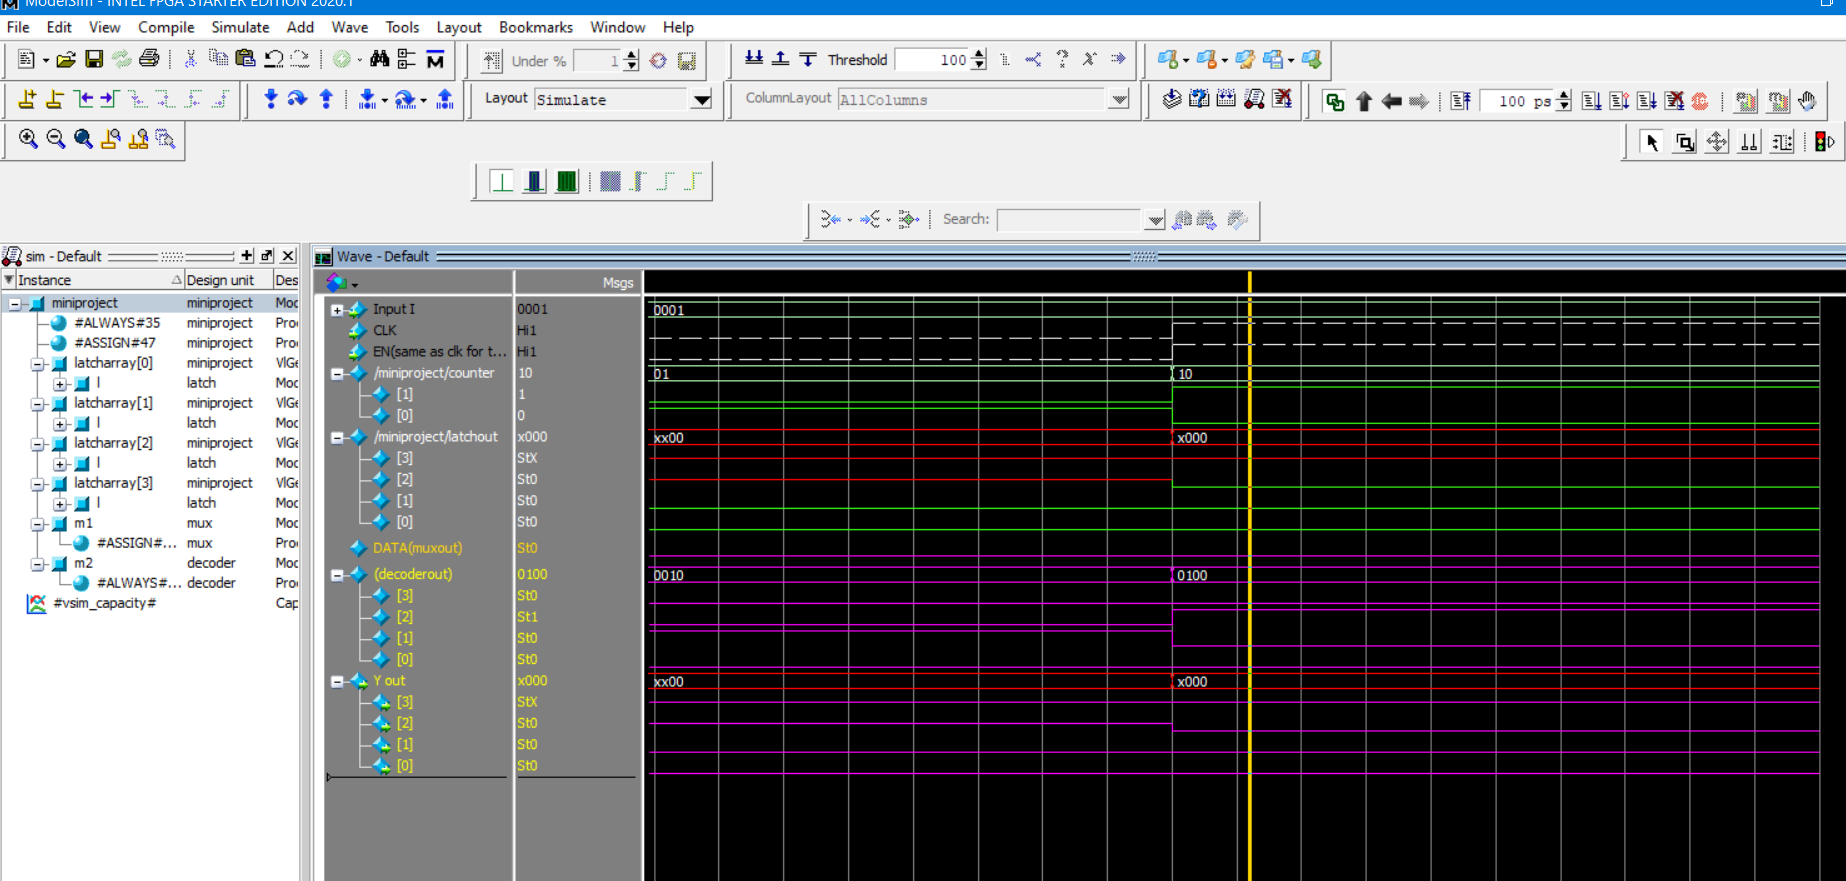 ModelSim - INTEL FPGA STARTER EDITION 2020.1
File Edit View Compile Simulate Add Wave Tools Layout Bookmarks Window Help
Under % 1 Threshold 100
Layout Simulate ColumnLayout AllColumns 100 ps
Search:
sim - Default
Instance Design unit Des
miniproject miniproject Moc
#ALWAYS#35 miniproject Pro
#ASSIGN#47 miniproject Pro
latcharray[0] miniproject VlGe
l latch Moc
latcharray[1] miniproject VlGe
l latch Moc
latcharray[2] miniproject VlGe
l latch Moc
latcharray[3] miniproject VlGe
l latch Moc
m1 mux Moc
#ASSIGN#... mux Pro
m2 decoder Moc
#ALWAYS#... decoder Pro
#vsim_capacity# Cap
Wave - Default
Msgs
Input I 0001 0001
CLK Hi1
EN(same as clk for t... Hi1
/miniproject/counter 10 01 10
[1] 1
[0] 0
/miniproject/latchout x000 xx00 x000
[3] StX
[2] St0
[1] St0
[0] St0
DATA(muxout) St0
(decoderout) 0100 0010 0100
[3] St0
[2] St1
[1] St0
[0] St0
Y out x000 xx00 x000
[3] StX
[2] St0
[1] St0
[0] St0